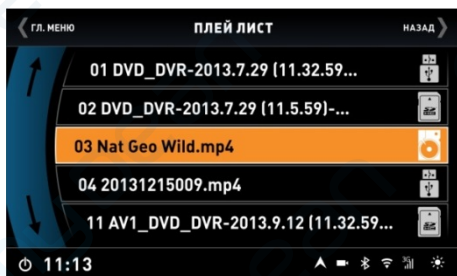 ГЛ. МЕНЮ ПЛЕЙ ЛИСТ НАЗАД
01 DVD_DVR-2013.7.29 (11.32.59...
02 DVD_DVR-2013.7.29 (11.5.59)-...
03 Nat Geo Wild.mp4
04 20131215009.mp4
11 AV1_DVD_DVR-2013.9.12 (11.32.59...
11:13 3G